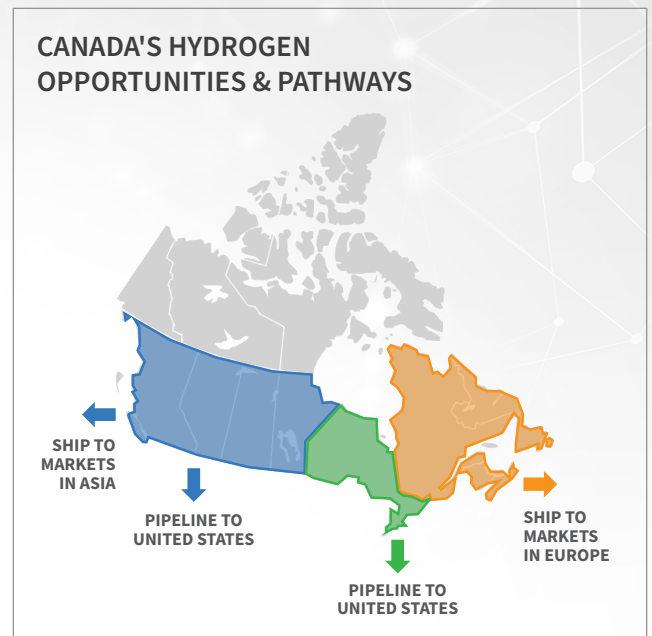 CANADA'S HYDROGEN
OPPORTUNITIES & PATHWAYS
SHIP TO
MARKETS
IN ASIA
PIPELINE TO
UNITED STATES
PIPELINE TO
UNITED STATES
SHIP TO
MARKETS
IN EUROPE